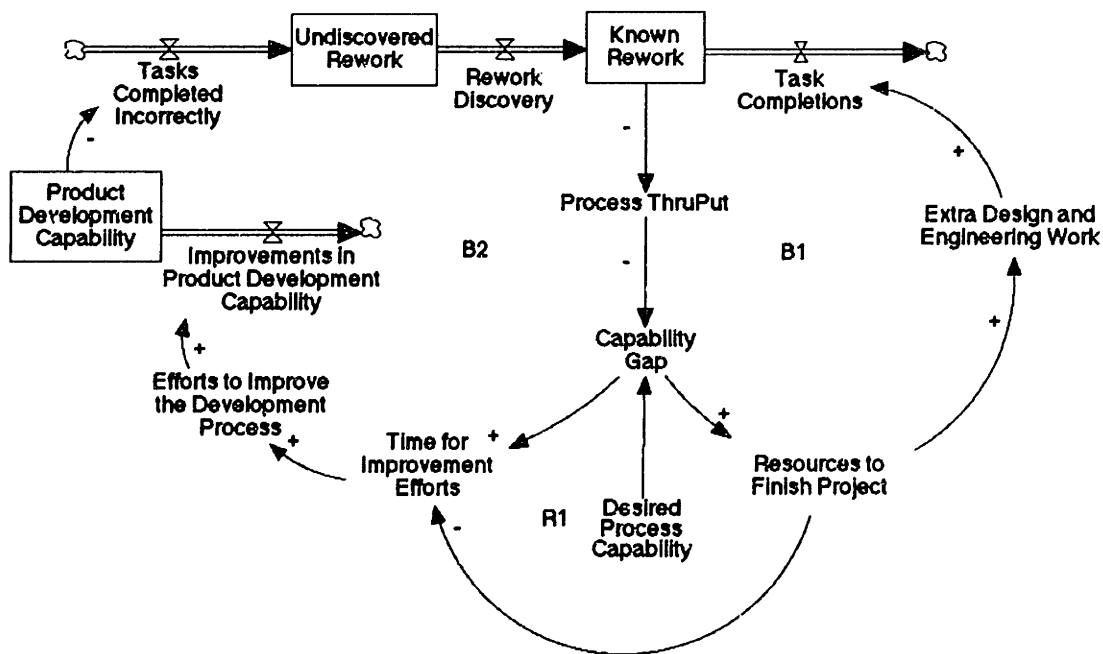 Undiscovered
Rework
Known
Rework
Tasks
Completed
Incorrectly
Rework
Discovery
Task
Completions
-
-
+
Product
Development
Capability
Process ThruPut
Extra Design and
Engineering Work
Improvements in
Product Development
Capability
B2
B1
-
+
Capability
Gap
+
Efforts to Improve
the Development
Process
+
+
+
Time for
Improvement
Efforts
Resources to
Finish Project
R1
Desired
Process
Capability
-